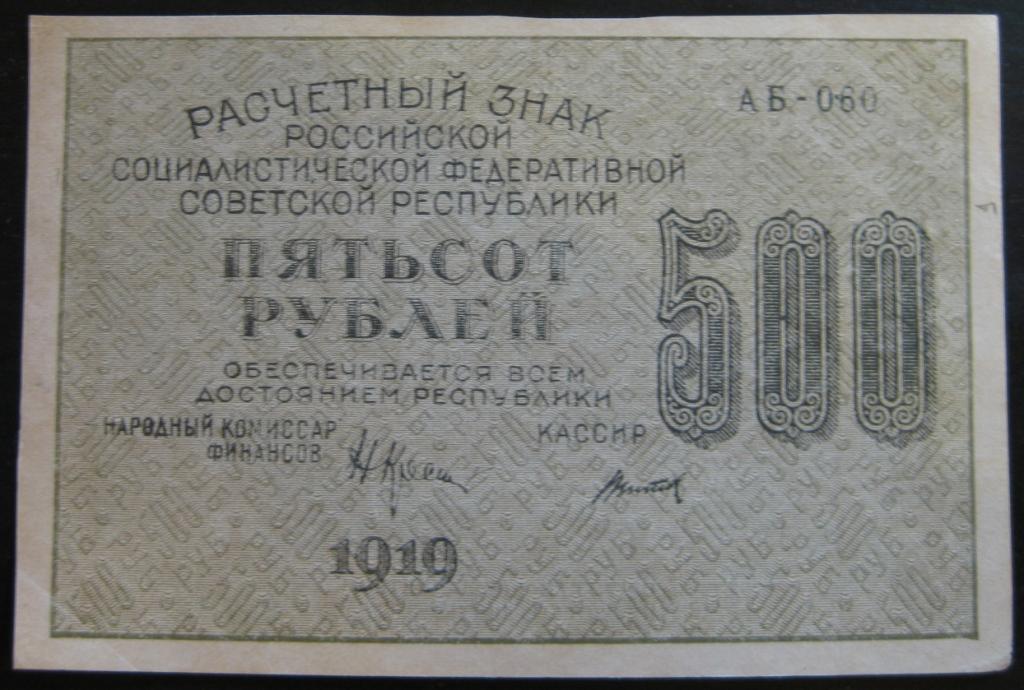 РАСЧЕТНЫЙ ЗНАК
АБ-060
РОССИЙСКОЙ
СОЦИАЛИСТИЧЕСКОЙ ФЕДЕРАТИВНОЙ
СОВЕТСКОЙ РЕСПУБЛИКИ
500
ПЯТЬСОТ
РУБЛЕЙ
ОБЕСПЕЧИВАЕТСЯ ВСЕМ
ДОСТОЯНИЕМ РЕСПУБЛИКИ
НАРОДНЫЙ КОМИССАР
ФИНАНСОВ
КАССИР
1919